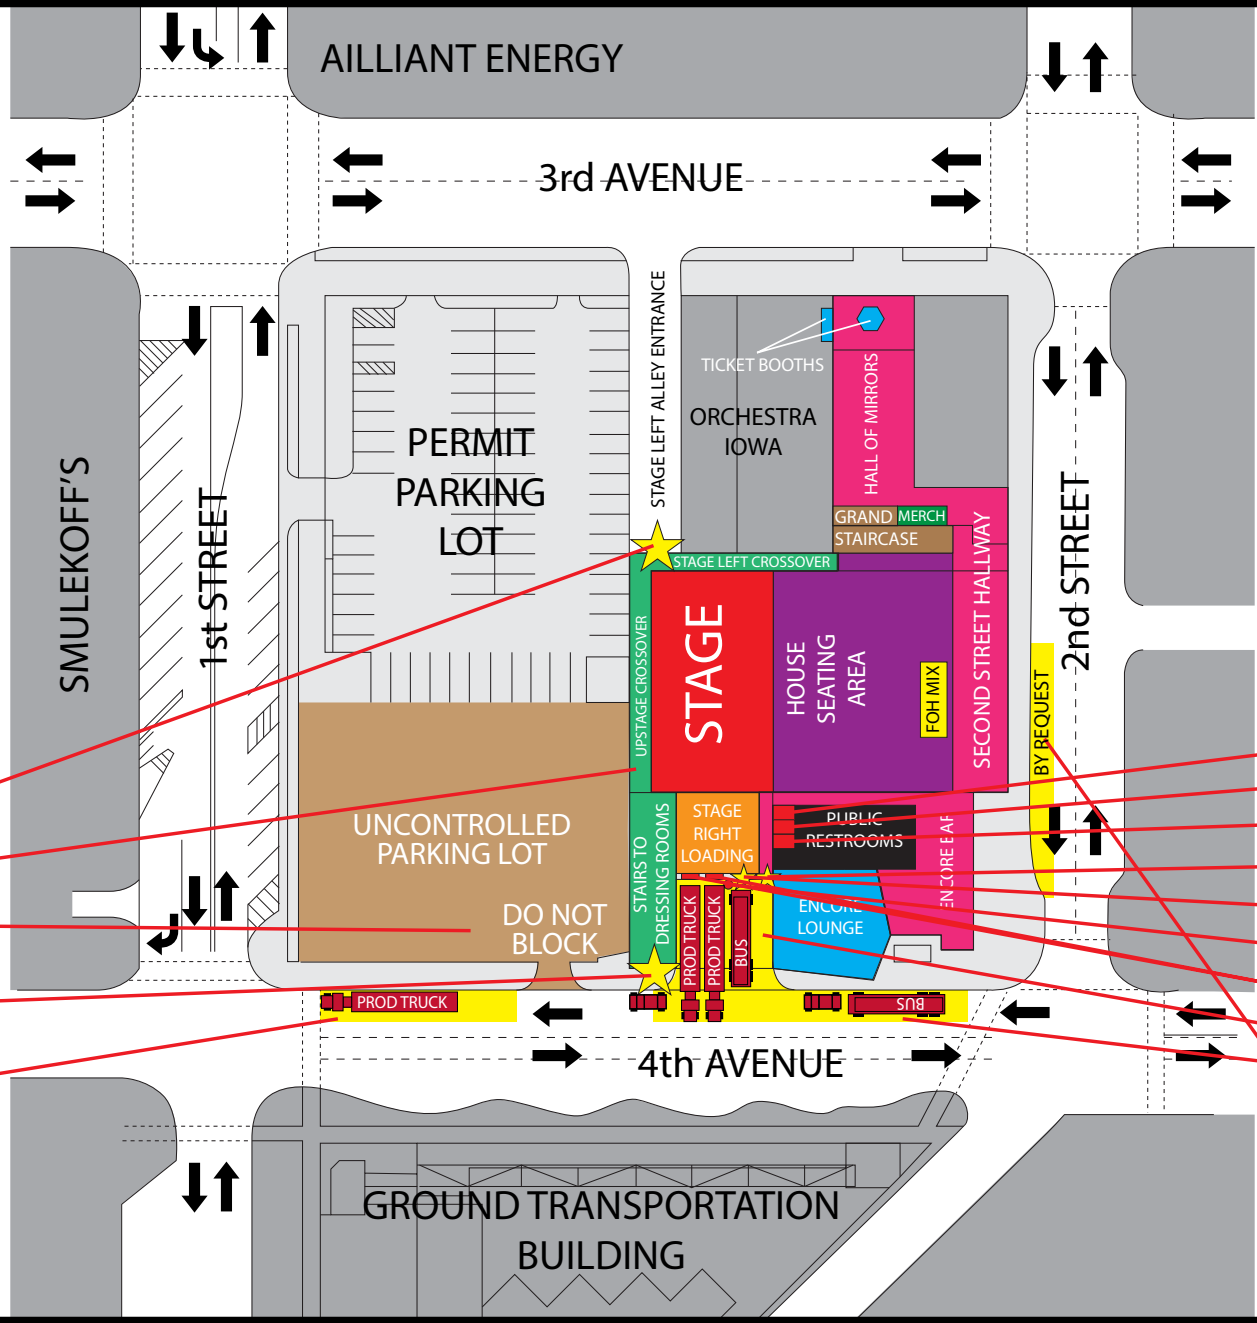 AILLIANT ENERGY
3rd AVENUE
STAGE LEFT ALLEY ENTRANCE
TICKET BOOTHS
HALL OF MIRRORS
ORCHESTRA
IOWA
PERMIT
PARKING
LOT
SMULEKOFF'S
1st STREET
2nd STREET
GRAND
STAIRCASE
MERCH
STAGE LEFT CROSSOVER
SECOND STREET HALLWAY
UPSTAGE CROSSOVER
STAGE
HOUSE
SEATING
AREA
FOH MIX
BY REQUEST
UNCONTROLLED
PARKING LOT
DO NOT
BLOCK
STAIRS TO
DRESSING ROOMS
STAGE
RIGHT
LOADING
PUBLIC
RESTROOMS
ENCORE BAR
ENCORE
LOUNGE
PROD TRUCK
PROD TRUCK
BUS
PROD TRUCK
BUS
4th AVENUE
GROUND TRANSPORTATION
BUILDING